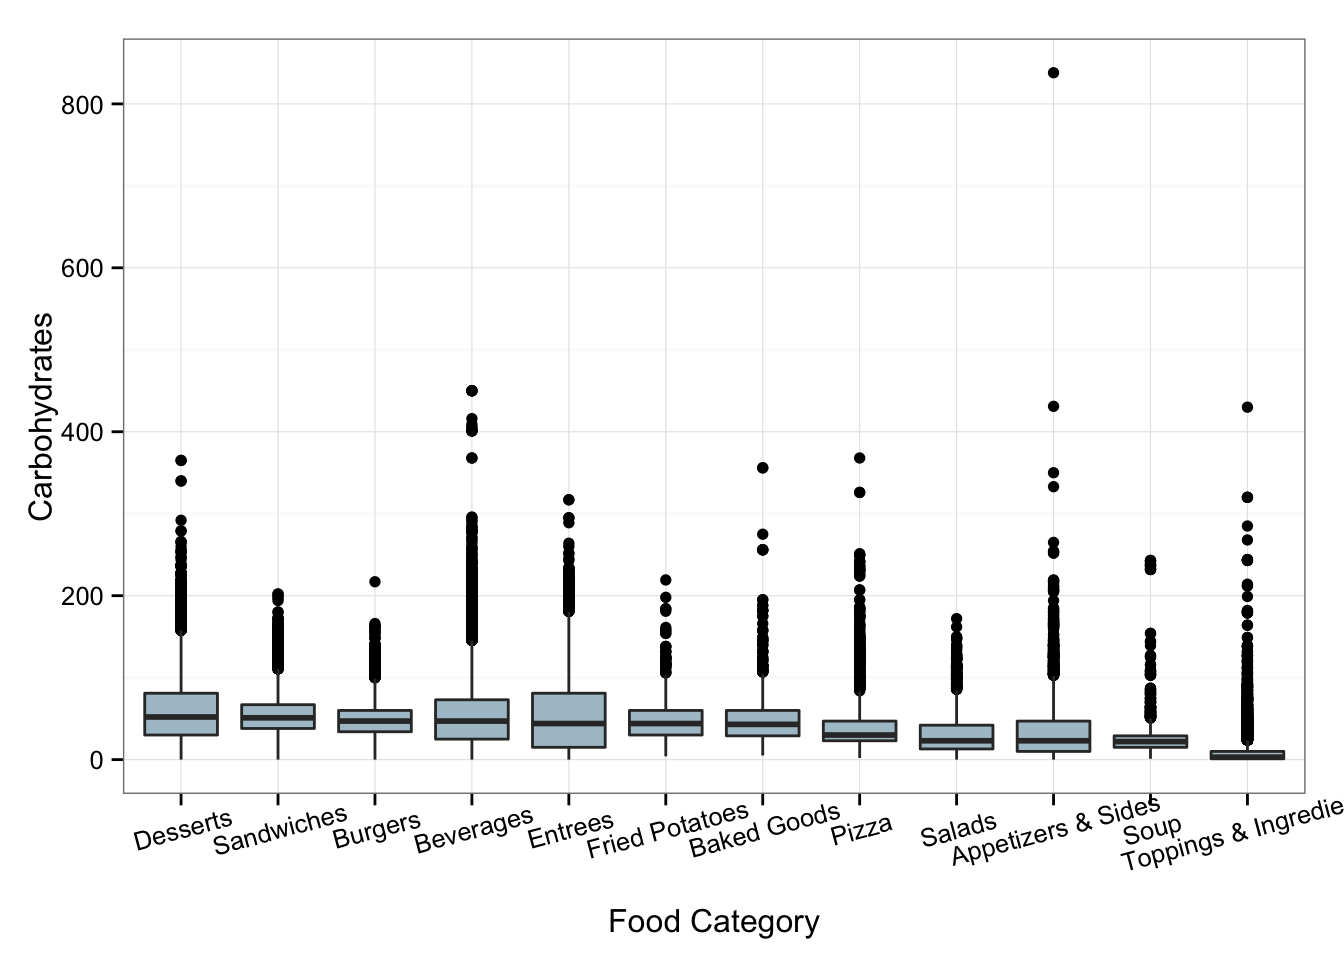 800
600
400
200
0
Carbohydrates
Desserts
Sandwiches
Burgers
Beverages
Entrees
Fried Potatoes
Baked Goods
Pizza
Salads
Appetizers & Sides
Soup
Toppings & Ingredie
Food Category